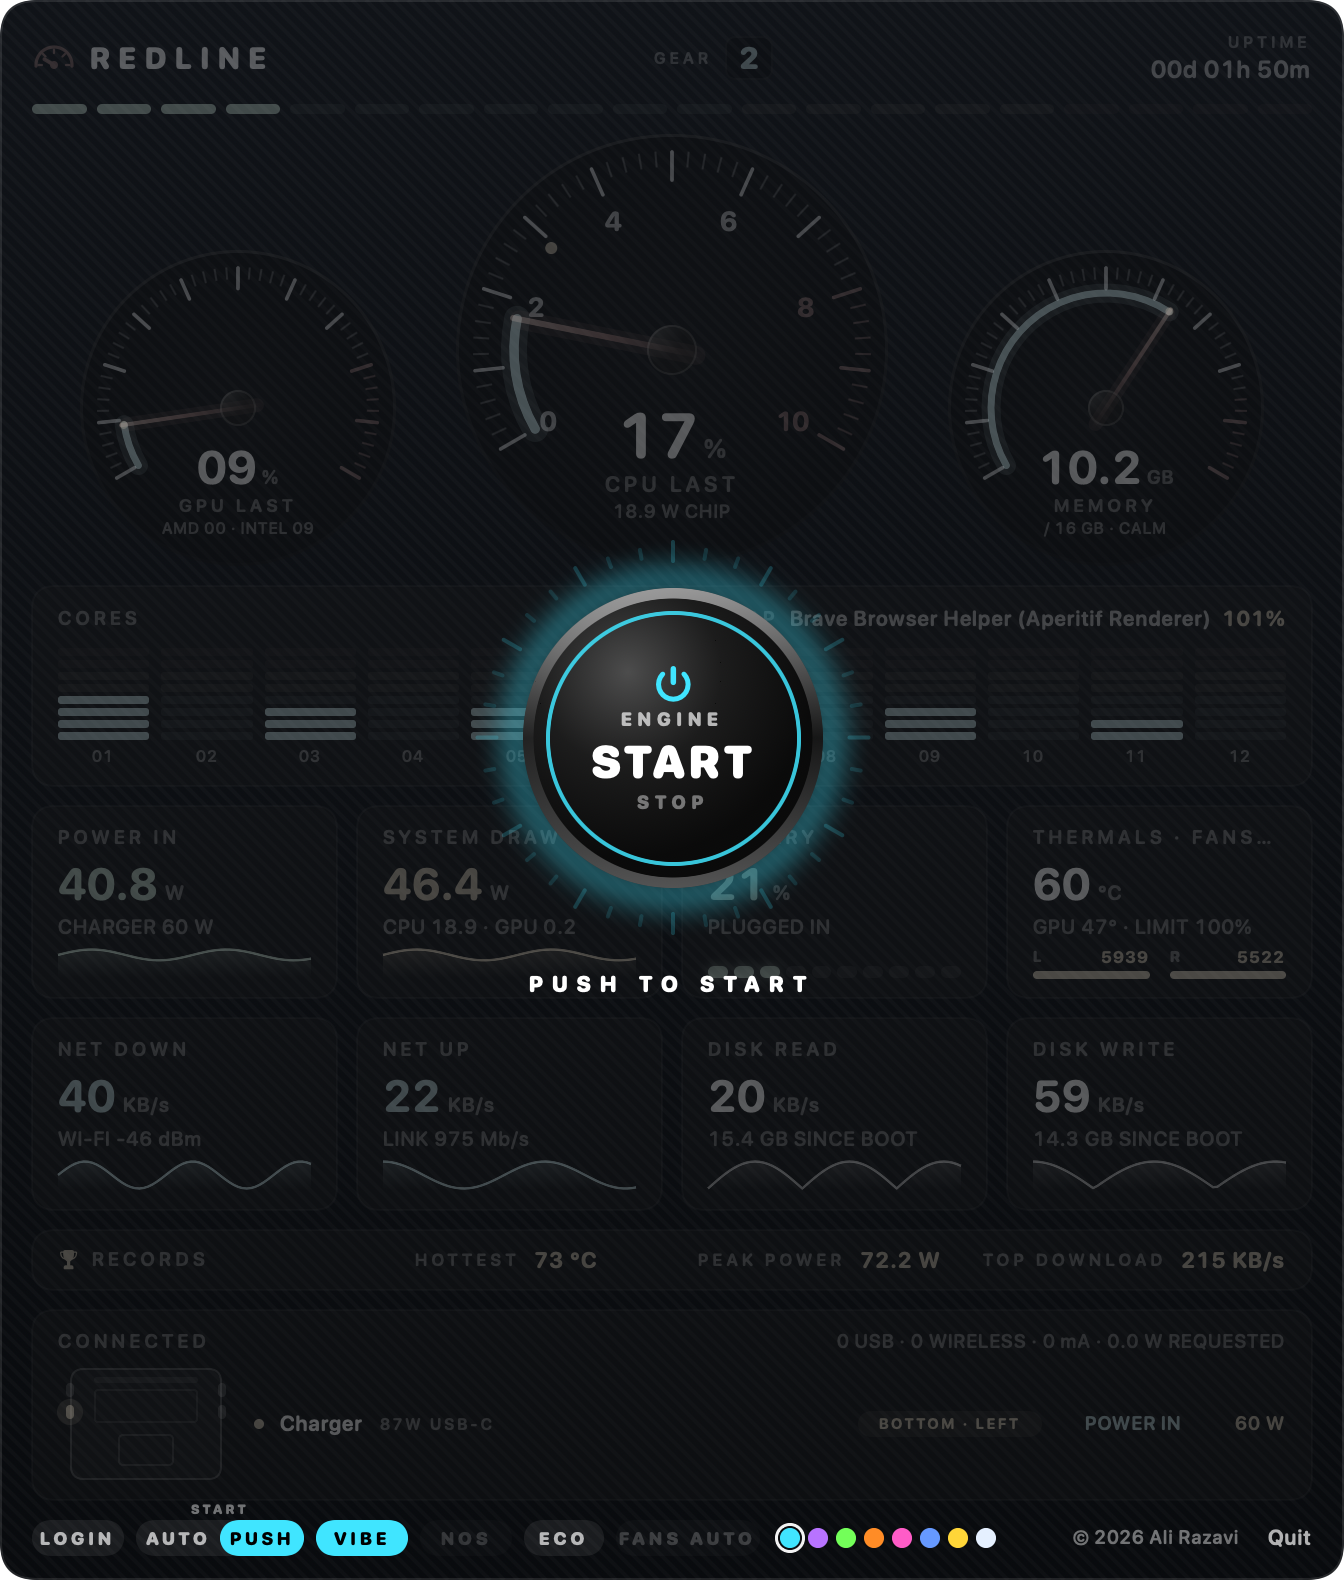 REDLINE
GEAR 2
UPTIME
00d 01h 50m
4 6
2 8
0 10
09 %
GPU LAST
AMD 00 · INTEL 09
17 %
CPU LAST
18.9 W CHIP
10.2 GB
MEMORY
/ 16 GB · CALM
CORES
Brave Browser Helper (Aperitif Renderer) 101%
01 02 03 04 05 08 09 10 11 12
ENGINE
START
STOP
PUSH TO START
POWER IN
40.8 W
CHARGER 60 W
SYSTEM DRAW
46.4 W
CPU 18.9 · GPU 0.2
RY
21 %
PLUGGED IN
THERMALS · FANS...
60 °C
GPU 47° · LIMIT 100%
L 5939 R 5522
NET DOWN
40 KB/s
WI-FI -46 dBm
NET UP
22 KB/s
LINK 975 Mb/s
DISK READ
20 KB/s
15.4 GB SINCE BOOT
DISK WRITE
59 KB/s
14.3 GB SINCE BOOT
RECORDS HOTTEST 73 °C PEAK POWER 72.2 W TOP DOWNLOAD 215 KB/s
CONNECTED 0 USB · 0 WIRELESS · 0 mA · 0.0 W REQUESTED
Charger 87W USB-C BOTTOM · LEFT POWER IN 60 W
START
LOGIN AUTO PUSH VIBE NOS ECO FANS AUTO © 2026 Ali Razavi Quit